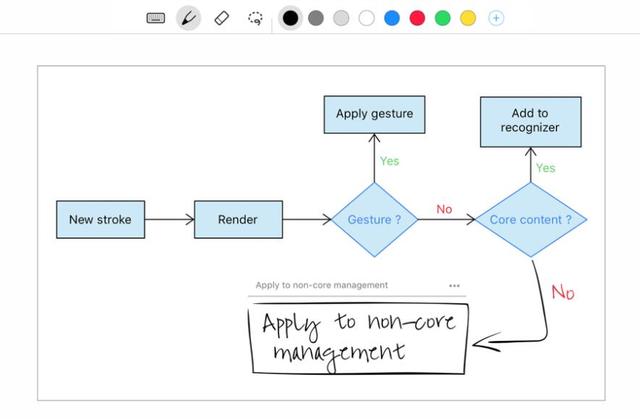 Apply gesture
Add to
recognizer
Yes
Yes
New stroke
Render
Gesture ?
No
Core content ?
Apply to non-core management
No
Apply to non-core
management